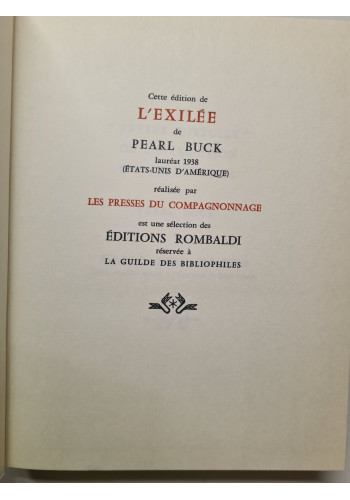 Cette édition de
L'EXILÉE
de
PEARL BUCK
lauréat 1938
(ÉTATS-UNIS D'AMÉRIQUE)
réalisée par
LES PRESSES DU COMPAGNONNAGE
est une sélection des
ÉDITIONS ROMBALDI
réservée à
LA GUILDE DES BIBLIOPHILES